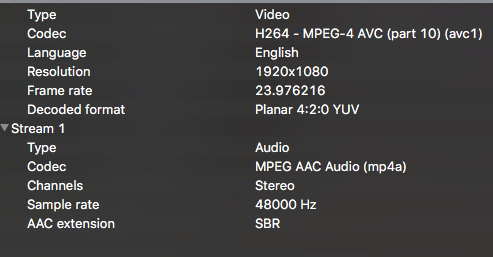 Type Video
Codec H264 - MPEG-4 AVC (part 10) (avc1)
Language English
Resolution 1920x1080
Frame rate 23.976216
Decoded format Planar 4:2:0 YUV
Stream 1
Type Audio
Codec MPEG AAC Audio (mp4a)
Channels Stereo
Sample rate 48000 Hz
AAC extension SBR